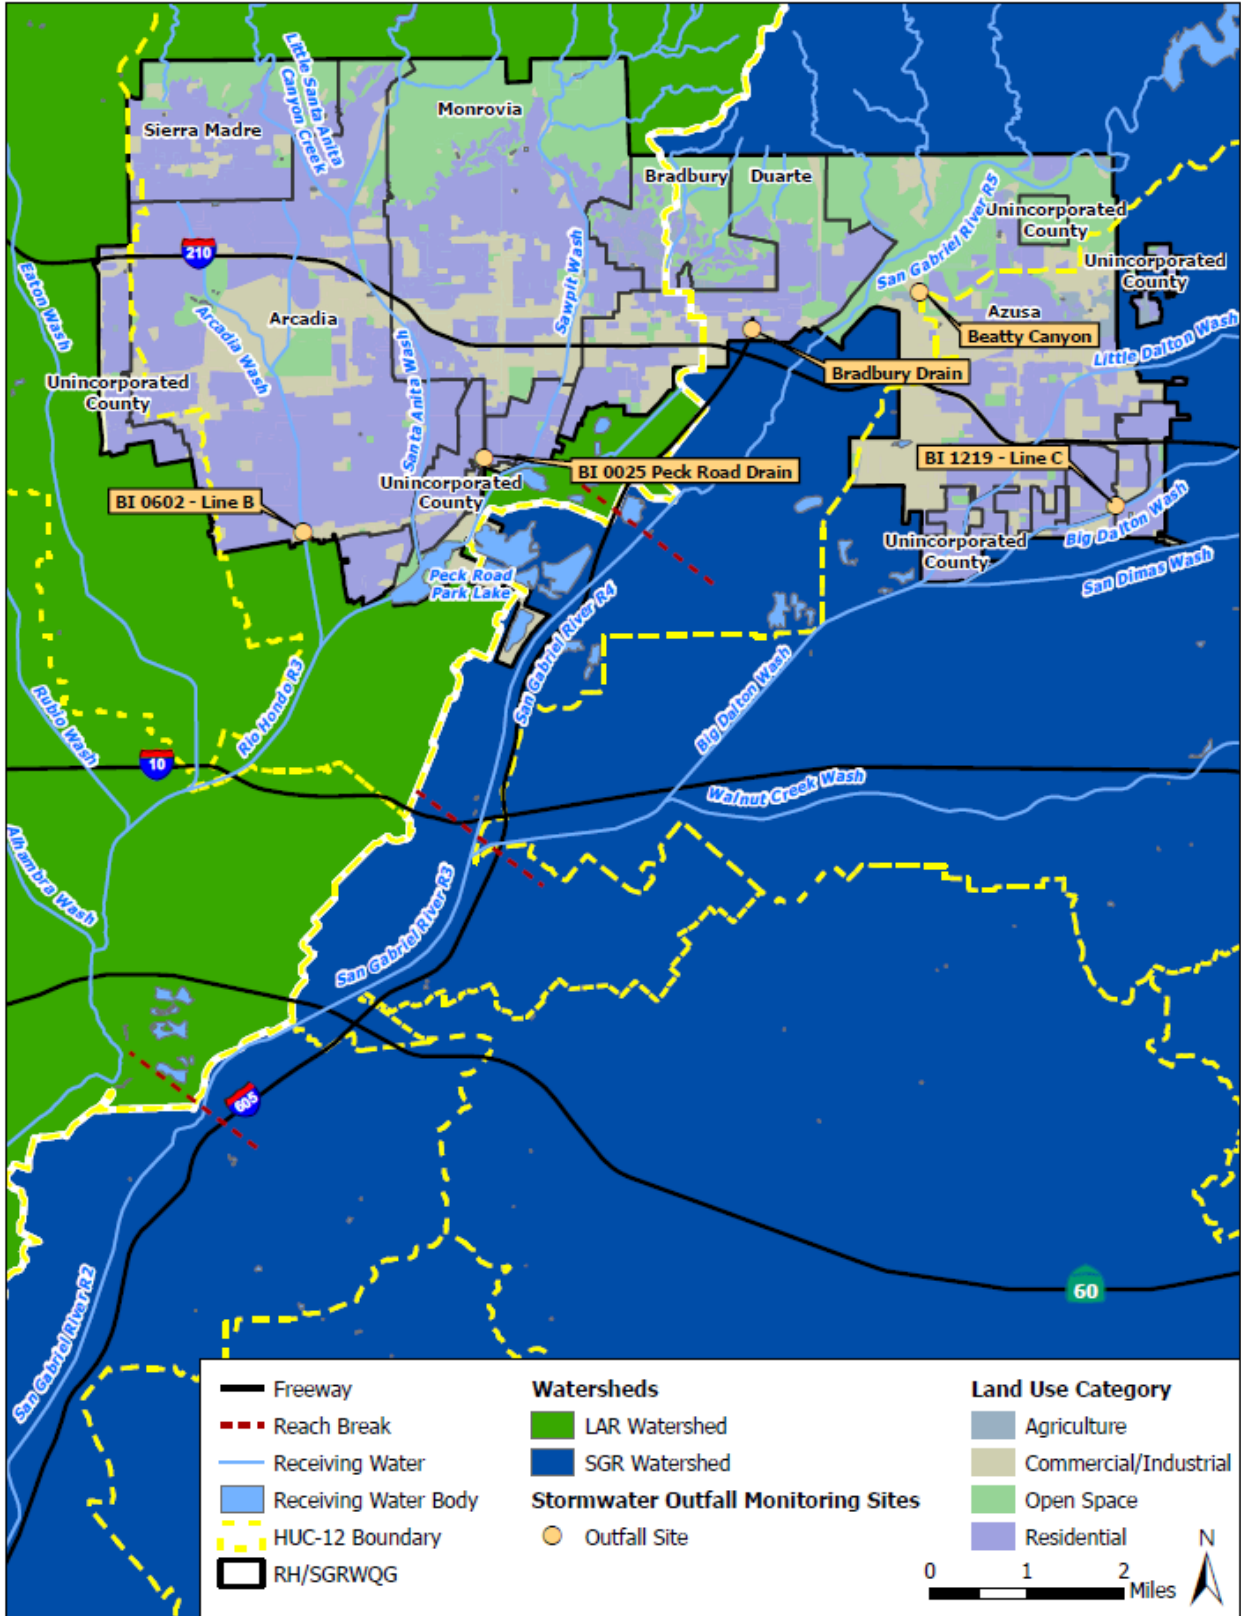 Little Santa Anita
Canyon Creek
Monrovia
Sierra Madre
Bradbury
Duarte
San Gabriel River R5
Unincorporated
County
Unincorporated
County
210
Eaton Wash
Sawpit Wash
Arcadia Wash
Arcadia
Santa Anita Wash
Azusa
Beatty Canyon
Little Dalton Wash
Bradbury Drain
Unincorporated
County
BI 1219 - Line C
BI 0025 Peck Road Drain
Unincorporated
County
BI 0602 - Line B
Big Dalton Wash
Unincorporated
County
San Dimas Wash
Peck Road
Park Lake
San Gabriel River R4
Rubio Wash
Rio Hondo R3
Big Dalton Wash
10
Walnut Creek Wash
Alhambra Wash
San Gabriel River R3
605
60
San Gabriel River R2
Freeway
Reach Break
Receiving Water
Receiving Water Body
HUC-12 Boundary
RH/SGRWQG
Watersheds
LAR Watershed
SGR Watershed
Stormwater Outfall Monitoring Sites
Outfall Site
Land Use Category
Agriculture
Commercial/Industrial
Open Space
Residential
N
0 1 2
Miles